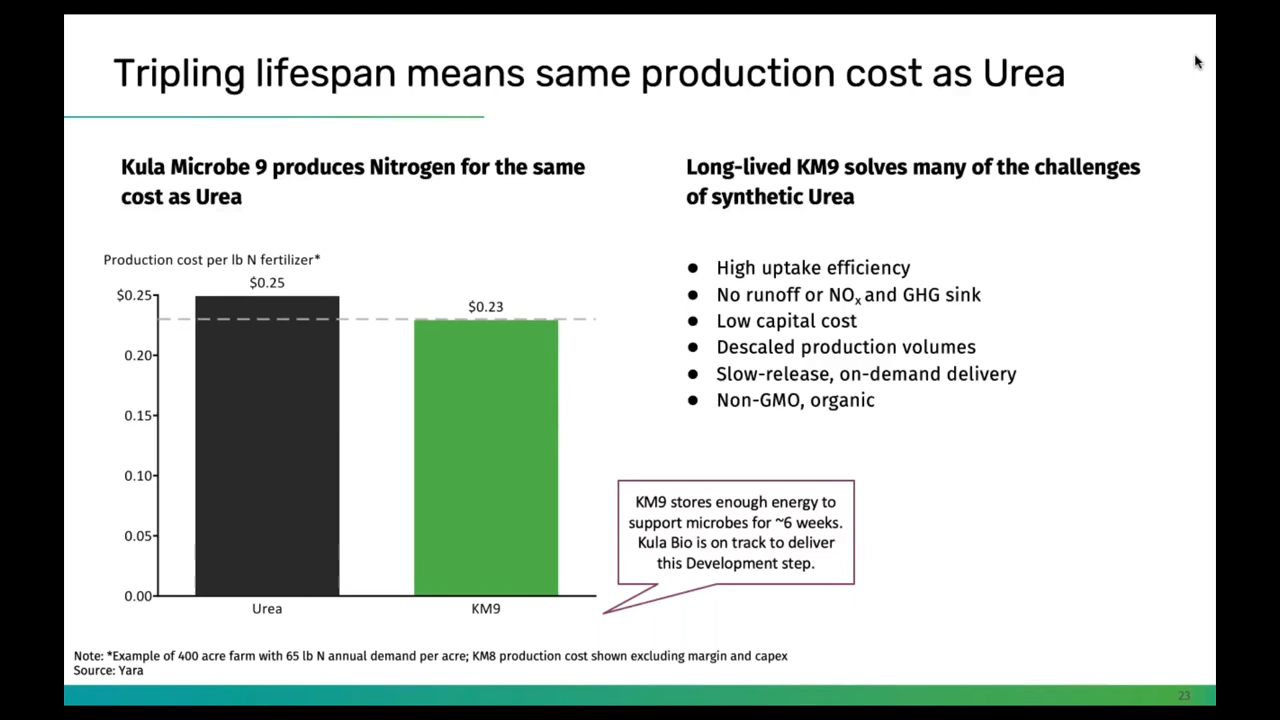 Tripling lifespan means same production cost as Urea
Kula Microbe 9 produces Nitrogen for the same
cost as Urea
Production cost per lb N fertilizer*
$0.25
$0.25
$0.23
0.20
0.15
0.10
0.05
0.00
Urea
KM9
Long-lived KM9 solves many of the challenges
of synthetic Urea
● High uptake efficiency
● No runoff or NOₓ and GHG sink
● Low capital cost
● Descaled production volumes
● Slow-release, on-demand delivery
● Non-GMO, organic
KM9 stores enough energy to
support microbes for ~6 weeks.
Kula Bio is on track to deliver
this Development step.
Note: *Example of 400 acre farm with 65 lb N annual demand per acre; KM8 production cost shown excluding margin and capex
Source: Yara
23